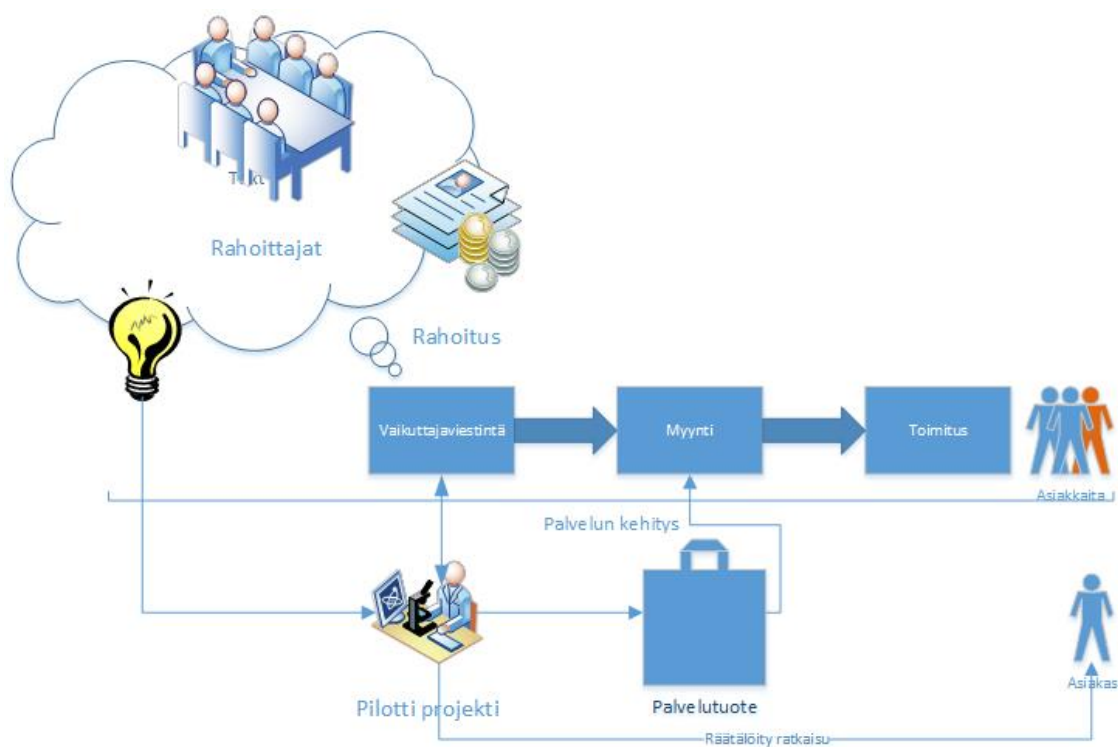 Rahoittajat
Rahoitus
Vaikuttajaviestintä
Myynti
Toimitus
Asiakkaita
Palvelun kehitys
Pilotti projekti
Palvelutuote
Asiakas
Räätälöity ratkaisu